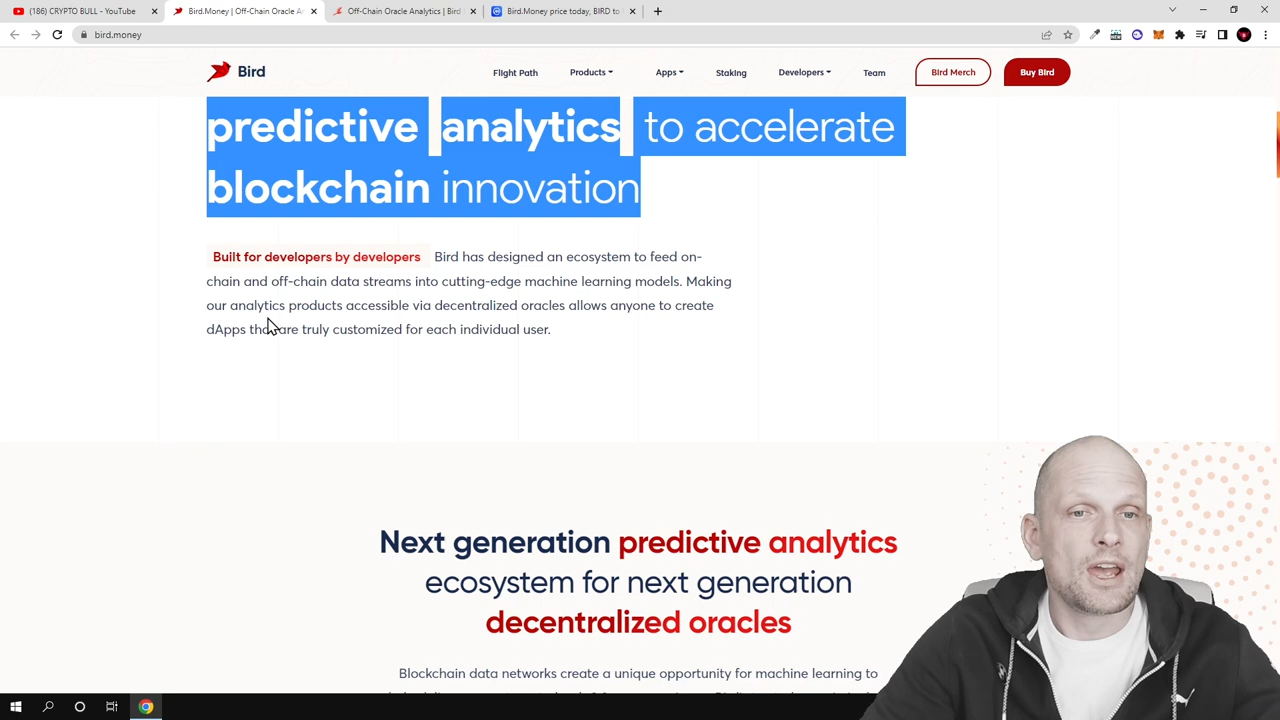 (186) CRYPTO BULL - YouTube
Bird.Money | Off-Chain Oracle An
Off-Chain Oracle Analytics | Bird
Bird.Money price today, BIRD to
bird.money
Bird
Flight Path
Products
Apps
Staking
Developers
Team
Bird Merch
Buy Bird
predictive analytics to accelerate
blockchain innovation
Built for developers by developers Bird has designed an ecosystem to feed on-
chain and off-chain data streams into cutting-edge machine learning models. Making
our analytics products accessible via decentralized oracles allows anyone to create
dApps that are truly customized for each individual user.
Next generation predictive analytics
ecosystem for next generation
decentralized oracles
Blockchain data networks create a unique opportunity for machine learning to